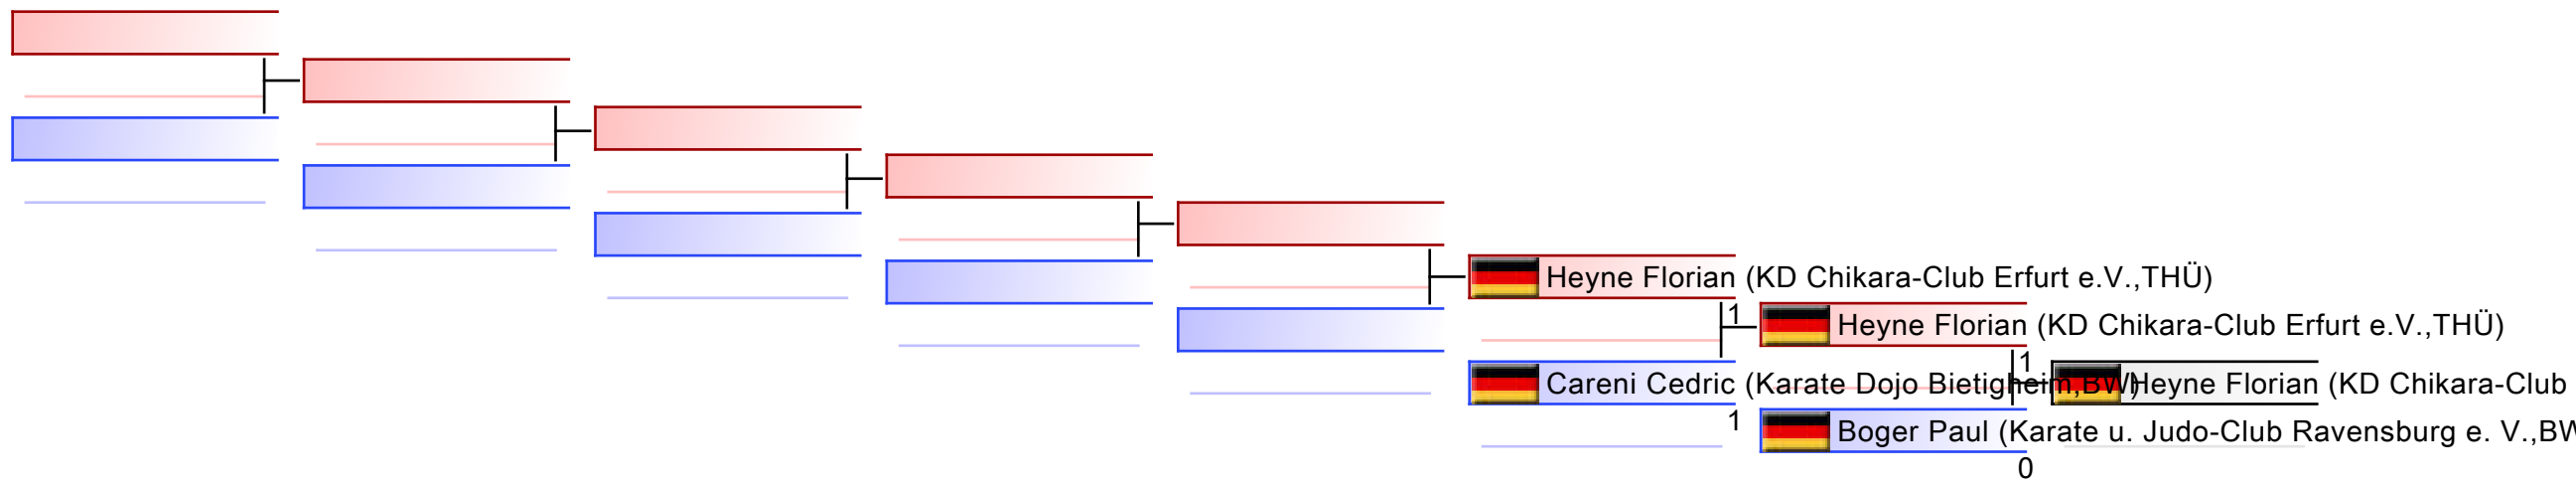 Heyne Florian (KD Chikara-Club Erfurt e.V.,THÜ)
1
Heyne Florian (KD Chikara-Club Erfurt e.V.,THÜ)
1
Careni Cedric (Karate Dojo Bietigheim,BW)
Heyne Florian (KD Chikara-Club
1
Boger Paul (Karate u. Judo-Club Ravensburg e. V.,BW
0